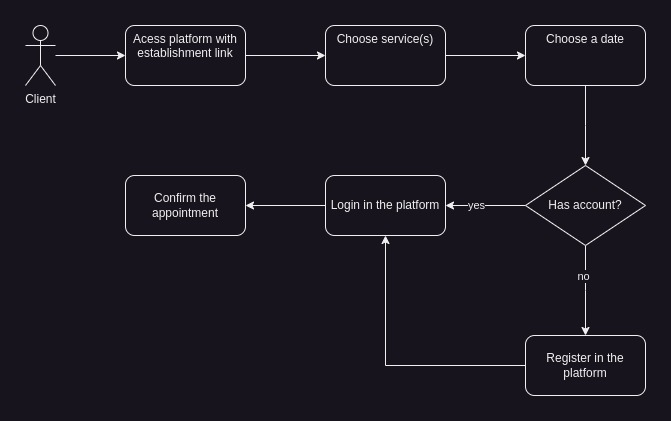 Acess platform with
establishment link
Choose service(s)
Choose a date
Client
Confirm the
appointment
Login in the platform
yes
Has account?
no
Register in the
platform